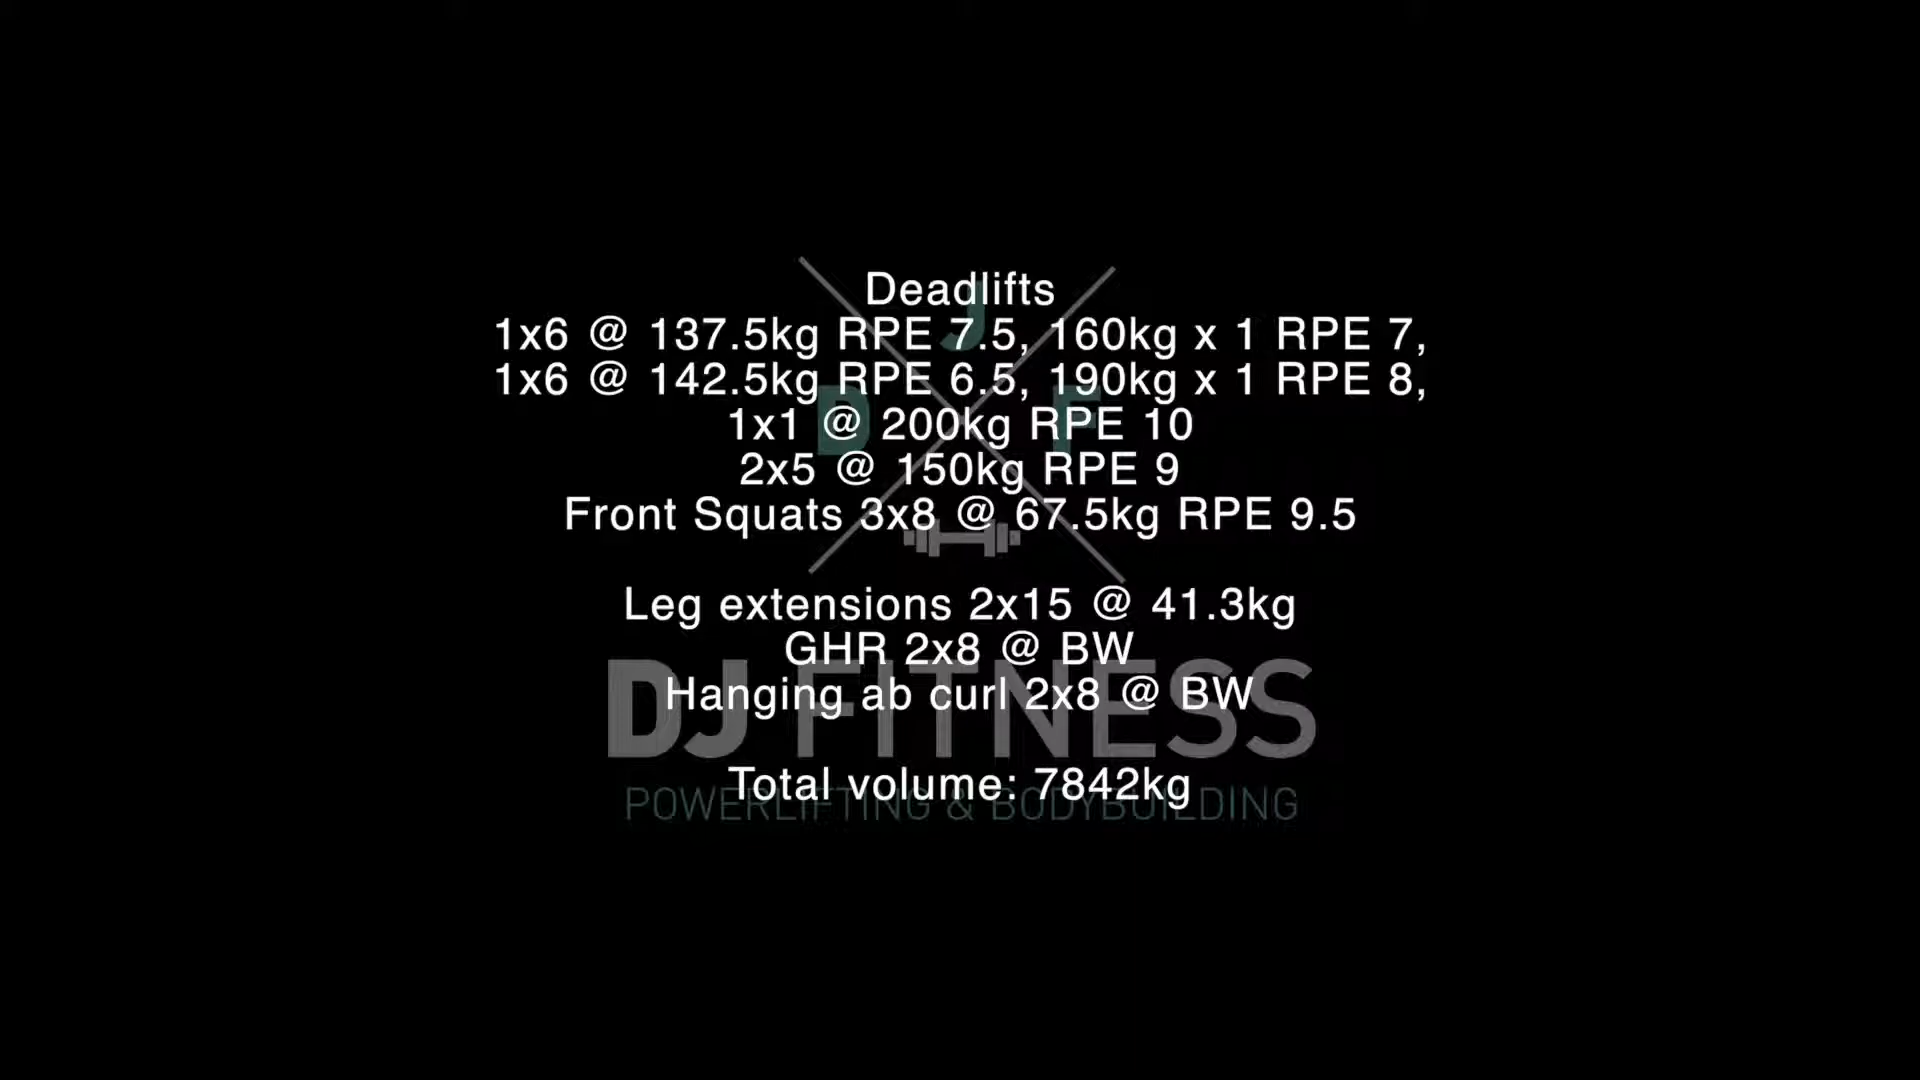 Deadlifts
1x6 @ 137.5kg RPE 7.5, 160kg x 1 RPE 7,
1x6 @ 142.5kg RPE 6.5, 190kg x 1 RPE 8,
1x1 @ 200kg RPE 10
2x5 @ 150kg RPE 9
Front Squats 3x8 @ 67.5kg RPE 9.5
Leg extensions 2x15 @ 41.3kg
GHR 2x8 @ BW
Hanging ab curl 2x8 @ BW
Total volume: 7842kg
J
D F
DJ FITNESS
POWERLIFTING & BODYBUILDING